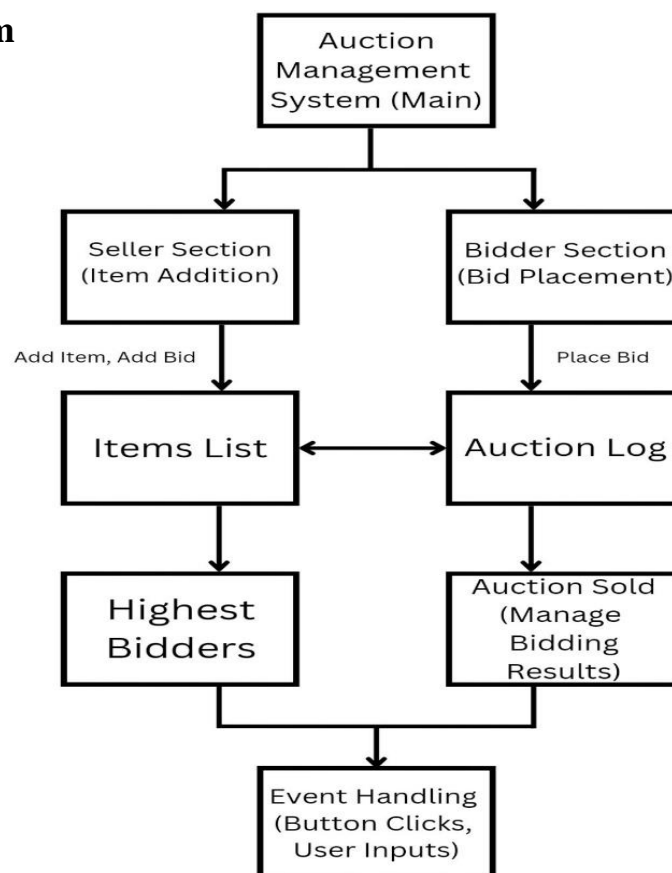 m
Auction
Management
System (Main)
Seller Section
(Item Addition)
Bidder Section
(Bid Placement)
Add Item, Add Bid
Place Bid
Items List
Auction Log
Highest
Bidders
Auction Sold
(Manage
Bidding
Results)
Event Handling
(Button Clicks,
User Inputs)